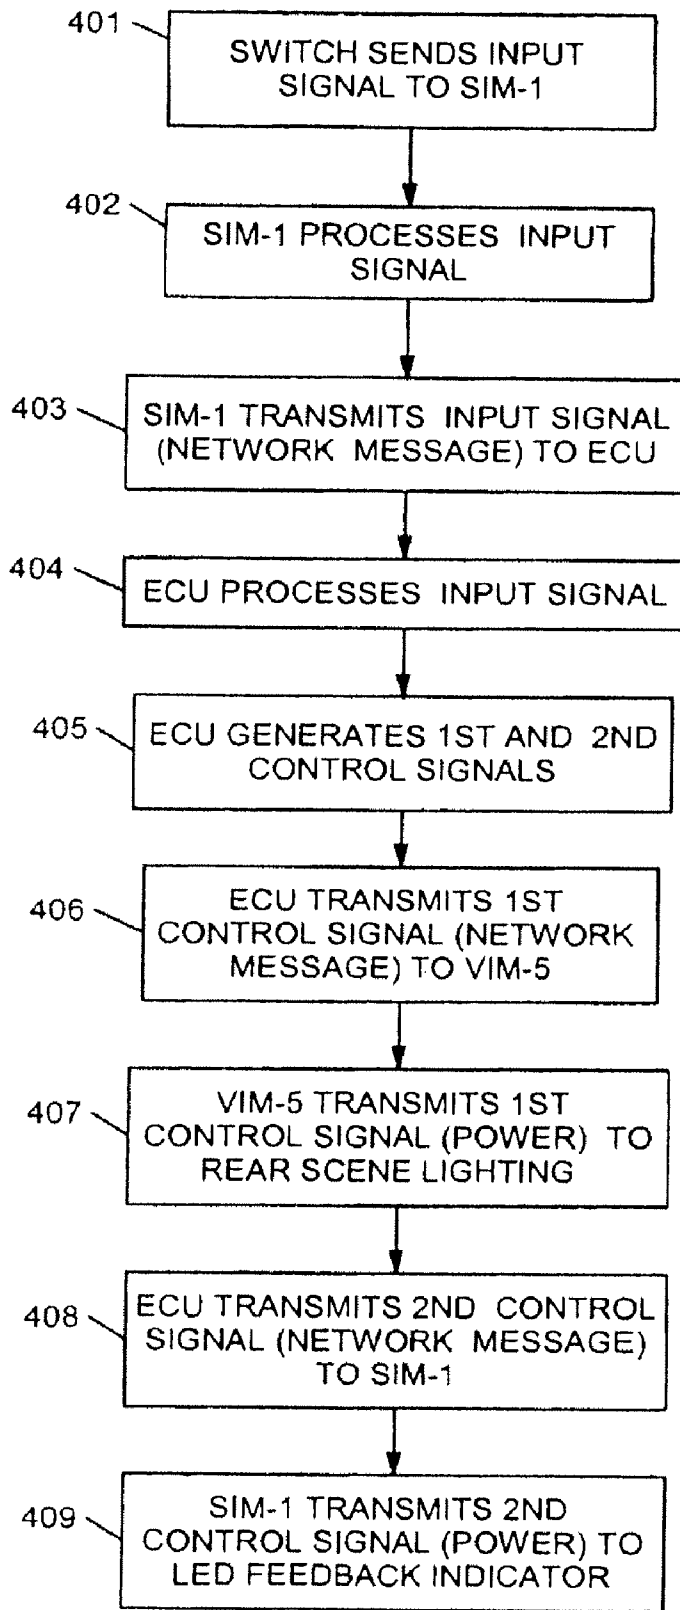 401
SWITCH SENDS INPUT
SIGNAL TO SIM-1
402
SIM-1 PROCESSES INPUT
SIGNAL
403
SIM-1 TRANSMITS INPUT SIGNAL
(NETWORK MESSAGE) TO ECU
404
ECU PROCESSES INPUT SIGNAL
405
ECU GENERATES 1ST AND 2ND
CONTROL SIGNALS
406
ECU TRANSMITS 1ST
CONTROL SIGNAL (NETWORK
MESSAGE) TO VIM-5
407
VIM-5 TRANSMITS 1ST
CONTROL SIGNAL (POWER) TO
REAR SCENE LIGHTING
408
ECU TRANSMITS 2ND CONTROL
SIGNAL (NETWORK MESSAGE)
TO SIM-1
409
SIM-1 TRANSMITS 2ND
CONTROL SIGNAL (POWER) TO
LED FEEDBACK INDICATOR